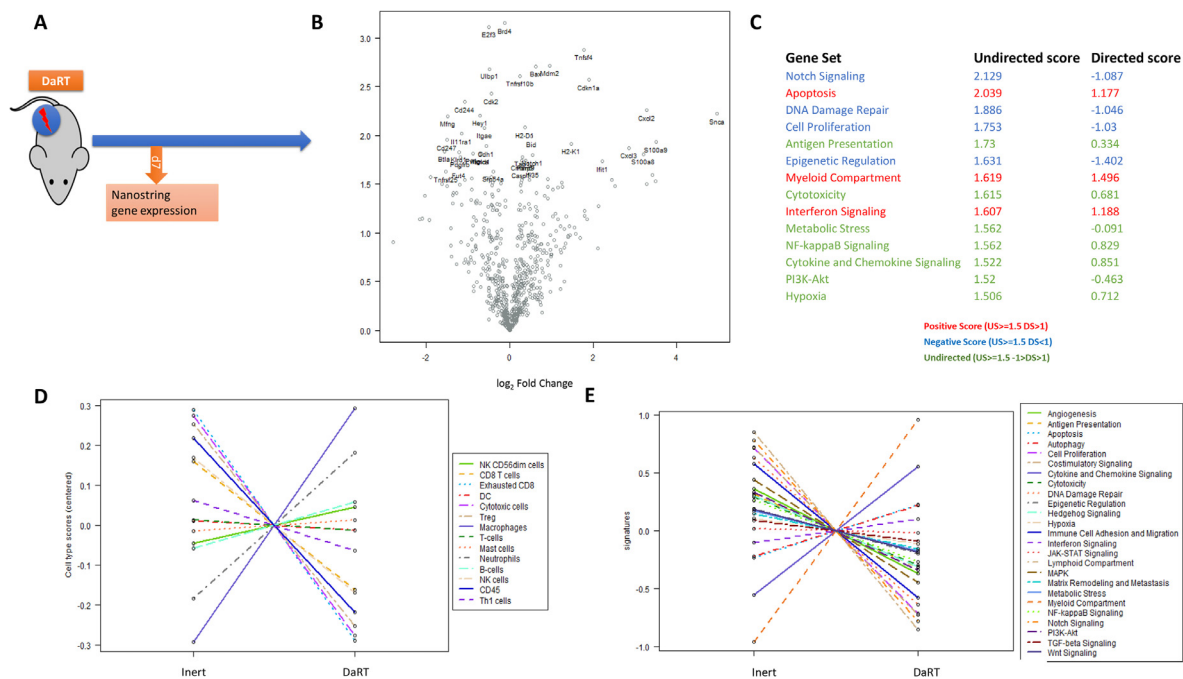 A
DaRT
d7
Nanostring
gene expression
B
3.0
2.5
2.0
1.5
1.0
0.5
0.0
-2
0
2
4
log2 Fold Change
Brd4
E2f3
Tnfsf4
Ulbp1
Bax
Mdm2
Tnfrsf10b
Cdkn1a
Cdk2
Cd244
Cxcl2
Snca
Mfng
Hey1
Itgae
H2-D1
Il11ra1
Cd247
Cdh1
Bid
H2-K1
Cxcl3
S100a9
S100a8
Ifit1
Fut4
C
Gene Set Undirected score Directed score
Notch Signaling 2.129 -1.087
Apoptosis 2.039 1.177
DNA Damage Repair 1.886 -1.046
Cell Proliferation 1.753 -1.03
Antigen Presentation 1.73 0.334
Epigenetic Regulation 1.631 -1.402
Myeloid Compartment 1.619 1.496
Cytotoxicity 1.615 0.681
Interferon Signaling 1.607 1.188
Metabolic Stress 1.562 -0.091
NF-kappaB Signaling 1.562 0.829
Cytokine and Chemokine Signaling 1.522 0.851
PI3K-Akt 1.52 -0.463
Hypoxia 1.506 0.712
Positive Score (US>=1.5 DS>1)
Negative Score (US>=1.5 DS<1)
Undirected (US>=1.5 -1>DS>1)
D
Cell type scores (centered)
0.3
0.2
0.1
0.0
-0.1
-0.2
-0.3
Inert
DaRT
NK CD56dim cells
CD8 T cells
Exhausted CD8
DC
Cytotoxic cells
Treg
Macrophages
T-cells
Mast cells
Neutrophils
B-cells
NK cells
CD45
Th1 cells
E
signatures
1.0
0.5
0.0
-0.5
-1.0
Inert
DaRT
Angiogenesis
Antigen Presentation
Apoptosis
Autophagy
Cell Proliferation
Costimulatory Signaling
Cytokine and Chemokine Signaling
Cytotoxicity
DNA Damage Repair
Epigenetic Regulation
Hedgehog Signaling
Hypoxia
Immune Cell Adhesion and Migration
Interferon Signaling
JAK-STAT Signaling
Lymphoid Compartment
MAPK
Matrix Remodeling and Metastasis
Metabolic Stress
Myeloid Compartment
NF-kappaB Signaling
Notch Signaling
PI3K-Akt
TGF-beta Signaling
Wnt Signaling